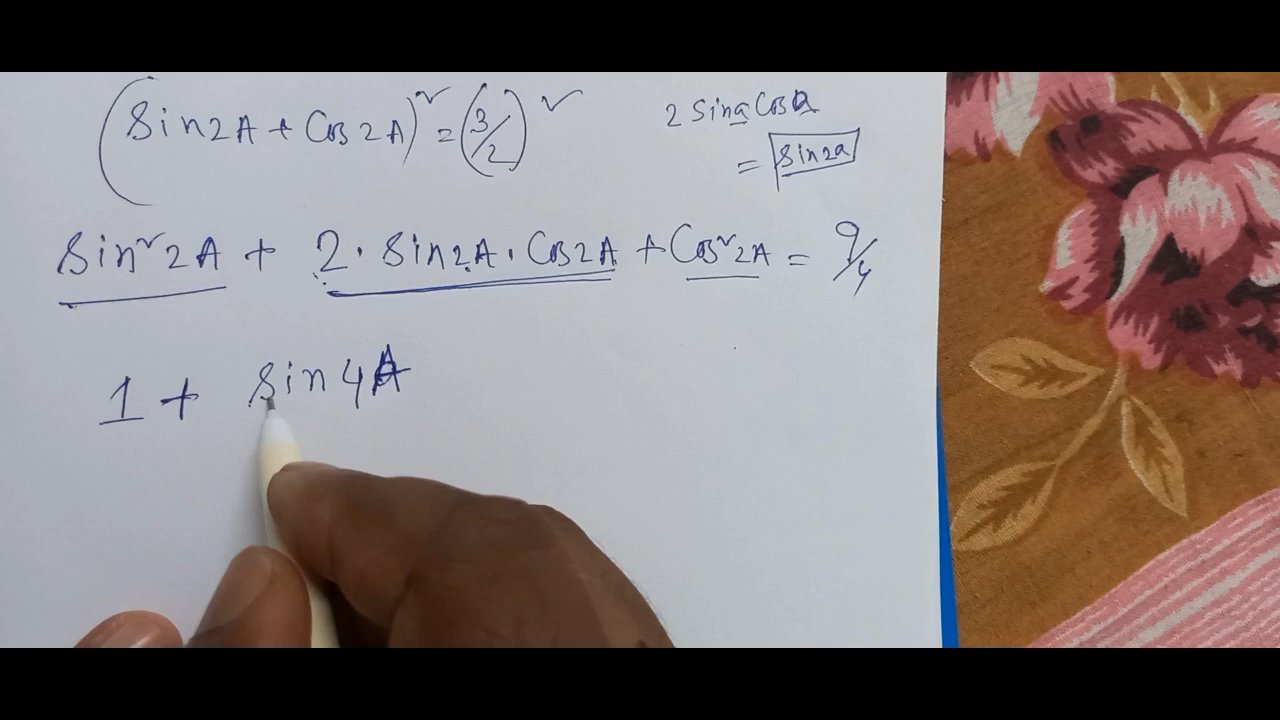 (Sin2A + Cos2A)² = (3/2)²
2 Sina Cosa
= Sin2a
Sin²2A + 2 · Sin2A · Cos2A + Cos²2A = 9/4
1 + Sin4A